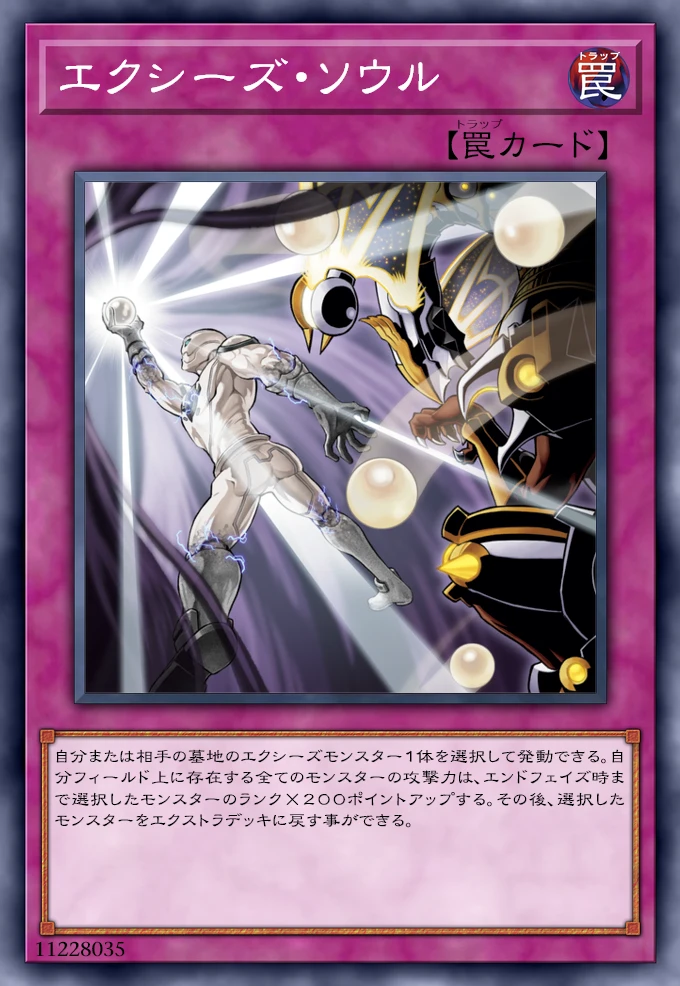 エクシーズ・ソウル
トラップ
罠
トラップ
【罠カード】
自分または相手の墓地のエクシーズモンスター１体を選択して発動できる。自
分フィールド上に存在する全てのモンスターの攻撃力は、エンドフェイズ時ま
で選択したモンスターのランク×２００ポイントアップする。その後、選択した
モンスターをエクストラデッキに戻す事ができる。
11228035